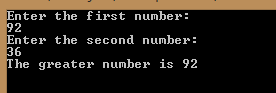 Enter the first number:
92
Enter the second number:
36
The greater number is 92